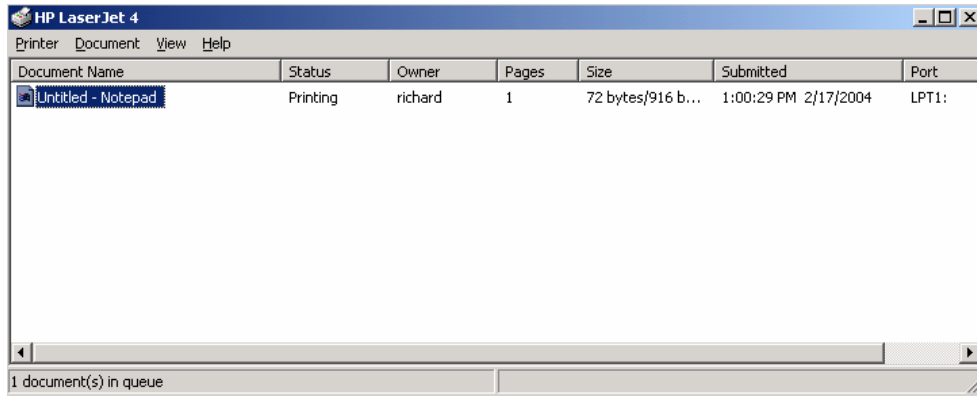 HP LaserJet 4
Printer Document View Help
Document Name Status Owner Pages Size Submitted Port
Untitled - Notepad Printing richard 1 72 bytes/916 b... 1:00:29 PM 2/17/2004 LPT1:
1 document(s) in queue